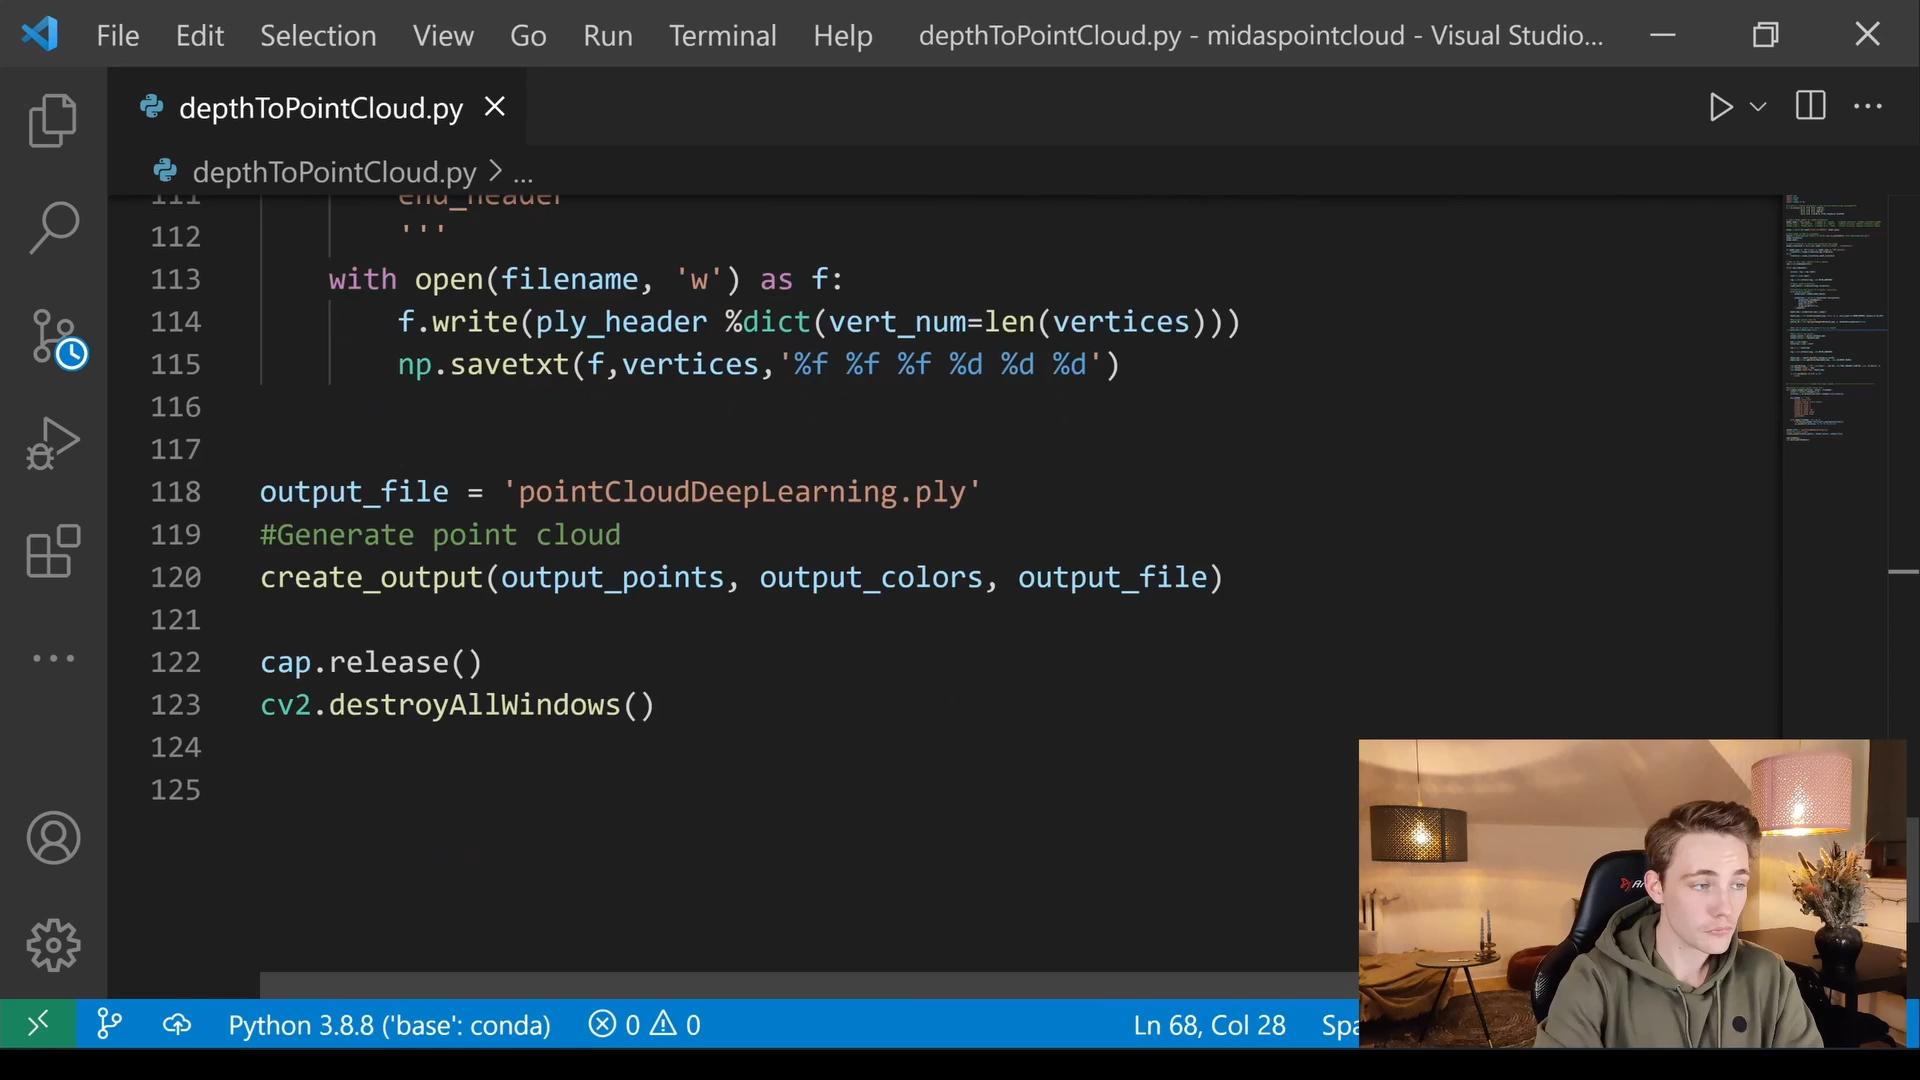 File Edit Selection View Go Run Terminal Help depthToPointCloud.py - midaspointcloud - Visual Studio...
depthToPointCloud.py
depthToPointCloud.py > ...
111 end_header
112 '''
113 with open(filename, 'w') as f:
114 f.write(ply_header %dict(vert_num=len(vertices)))
115 np.savetxt(f,vertices,'%f %f %f %d %d %d')
116
117
118 output_file = 'pointCloudDeepLearning.ply'
119 #Generate point cloud
120 create_output(output_points, output_colors, output_file)
121
122 cap.release()
123 cv2.destroyAllWindows()
124
125
Python 3.8.8 ('base': conda) 0 0 Ln 68, Col 28 Spa